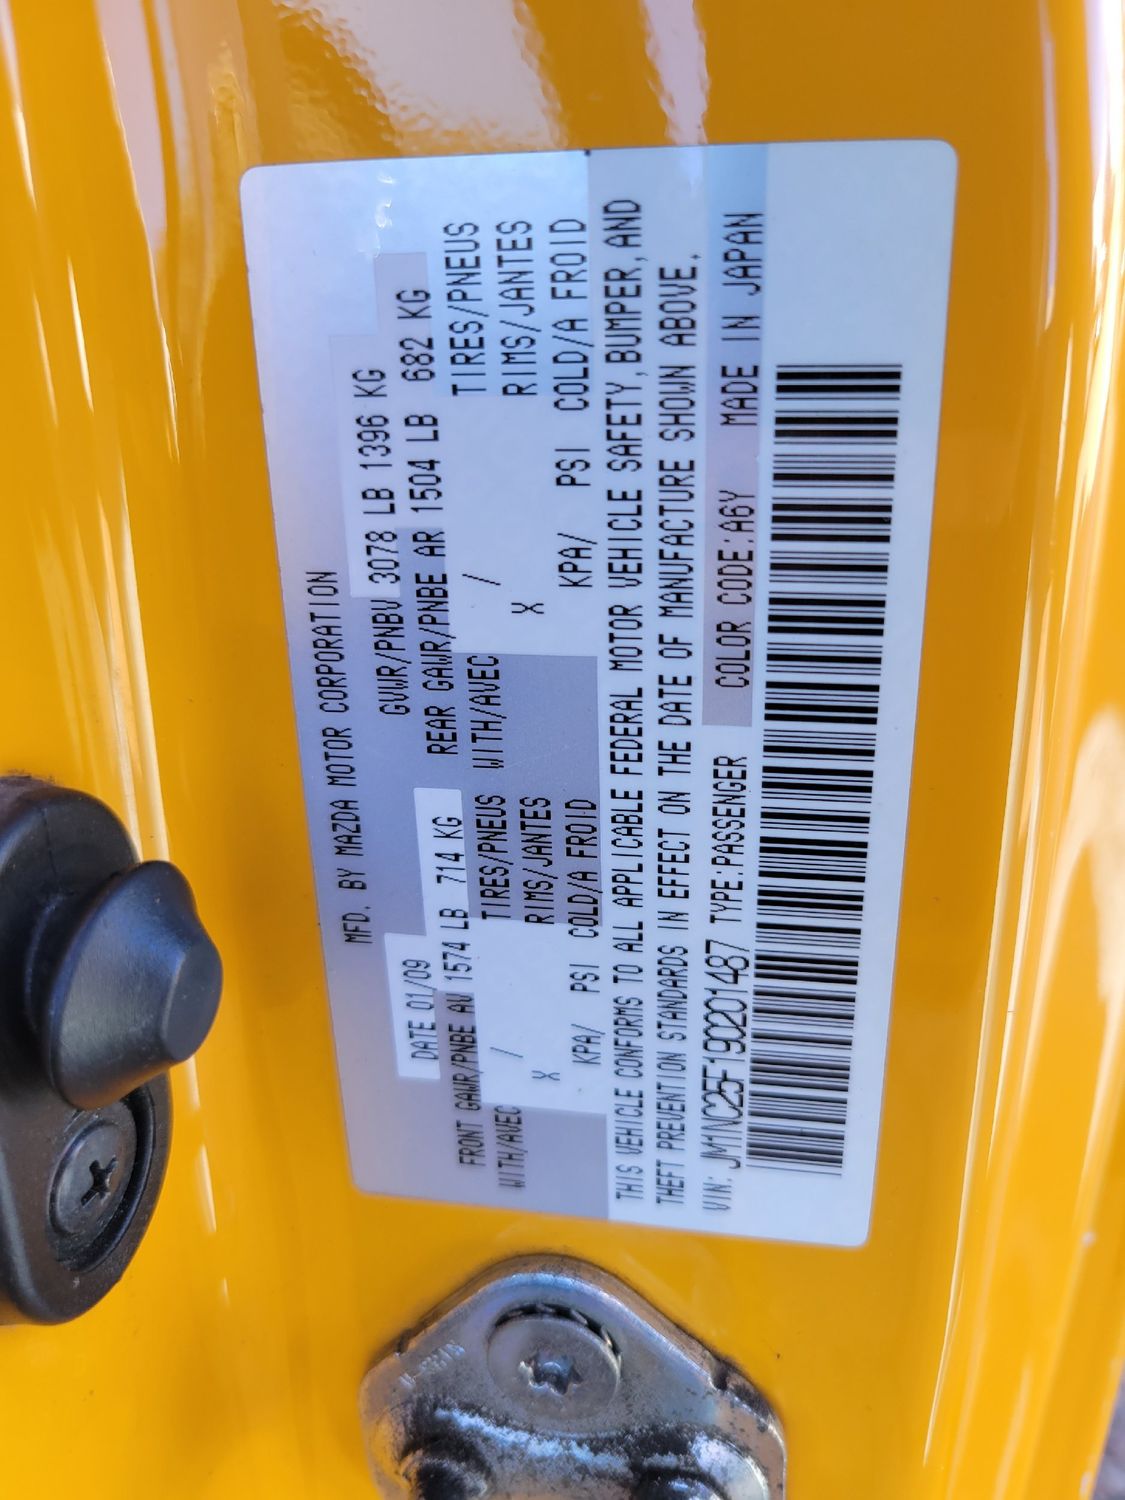 MFD. BY MAZDA MOTOR CORPORATION
DATE 01/09 GVWR/PNBV 3078 LB 1396 KG
FRONT GAWR/PNBE AV 1574 LB 714 KG REAR GAWR/PNBE AR 1504 LB 682 KG
WITH/AVEC / TIRES/PNEUS WITH/AVEC / TIRES/PNEUS
X RIMS/JANTES X RIMS/JANTES
KPA/ PSI COLD/A FROID KPA/ PSI COLD/A FROID
THIS VEHICLE CONFORMS TO ALL APPLICABLE FEDERAL MOTOR VEHICLE SAFETY, BUMPER, AND
THEFT PREVENTION STANDARDS IN EFFECT ON THE DATE OF MANUFACTURE SHOWN ABOVE.
VIN: JM1NC25F190201487 TYPE:PASSENGER COLOR CODE:A6Y MADE IN JAPAN